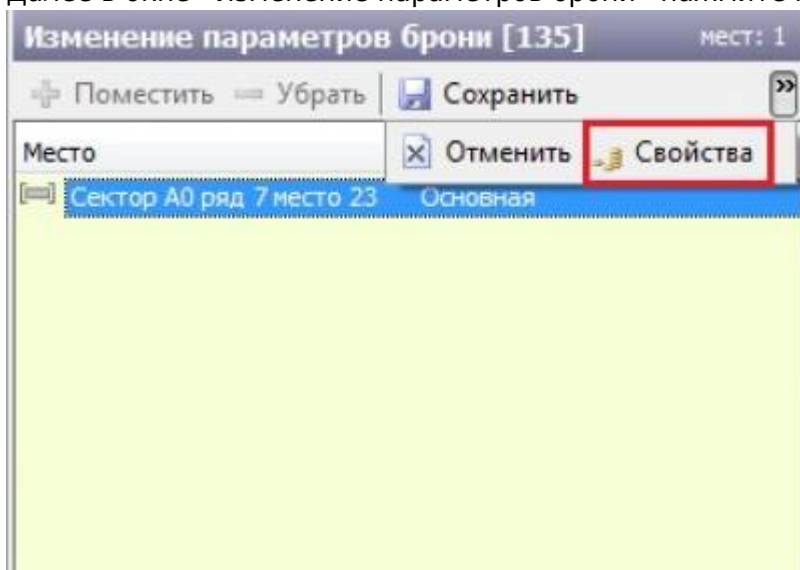 Изменение параметров брони [135] мест: 1
Поместить Убрать Сохранить »
Место Отменить Свойства
Сектор А0 ряд 7 место 23 Основная